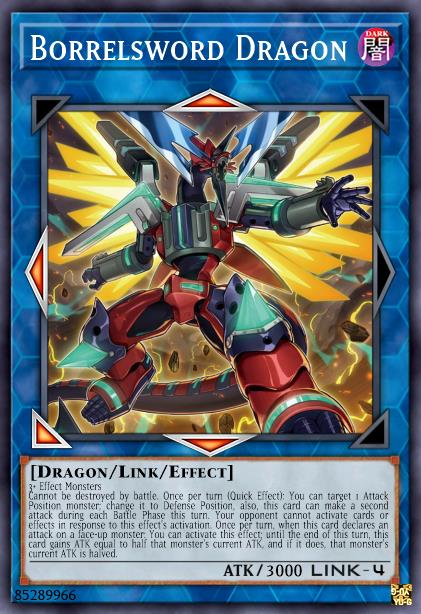 Borrelsword Dragon
DARK
闇
[Dragon/Link/Effect]
3+ Effect Monsters
Cannot be destroyed by battle. Once per turn (Quick Effect): You can target 1 Attack
Position monster; change it to Defense Position, also, this card can make a second
attack during each Battle Phase this turn. Your opponent cannot activate cards or
effects in response to this effect's activation. Once per turn, when this card declares an
attack on a face-up monster: You can activate this effect; until the end of this turn, this
card gains ATK equal to half that monster's current ATK, and if it does, that monster's
current ATK is halved.
ATK/3000 LINK-4
85289966